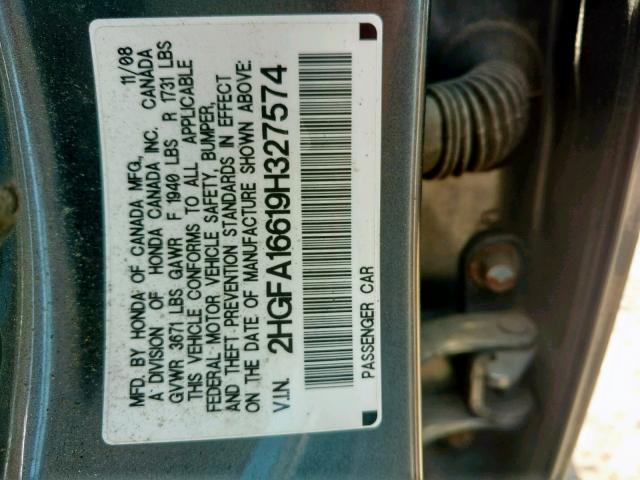 MFD. BY HONDA OF CANADA MFG., 11/08
A DIVISION OF HONDA CANADA INC. CANADA
GVWR 3671 LBS GAWR F 1940 LBS R 1731 LBS
THIS VEHICLE CONFORMS TO ALL APPLICABLE
FEDERAL MOTOR VEHICLE SAFETY, BUMPER,
AND THEFT PREVENTION STANDARDS IN EFFECT
ON THE DATE OF MANUFACTURE SHOWN ABOVE.
V.I.N. 2HGFA16619H327574
PASSENGER CAR